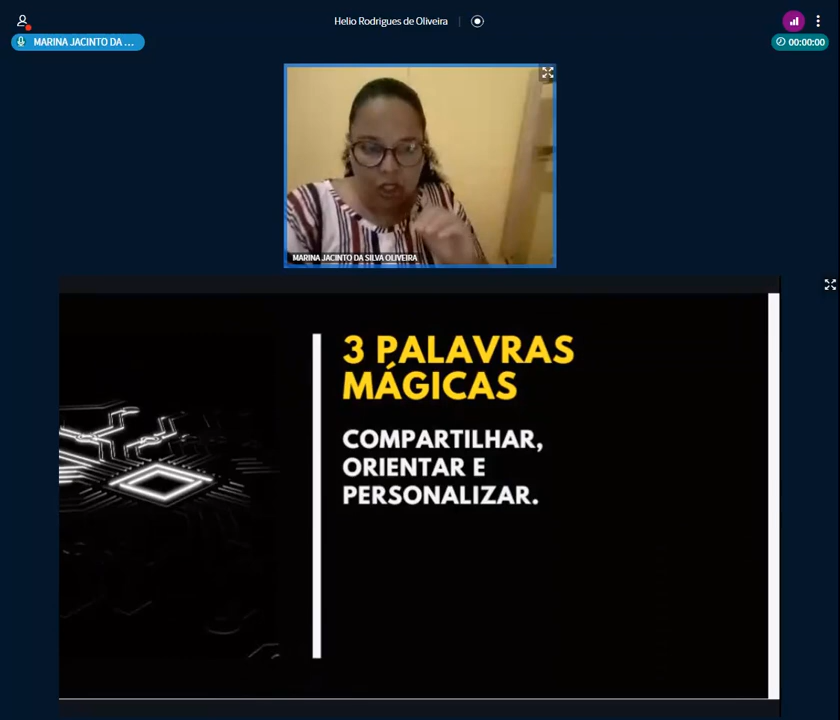 Helio Rodrigues de Oliveira
MARINA JACINTO DA ...
00:00:00
MARINA JACINTO DA SILVA OLIVEIRA
3 PALAVRAS
MÁGICAS
COMPARTILHAR,
ORIENTAR E
PERSONALIZAR.